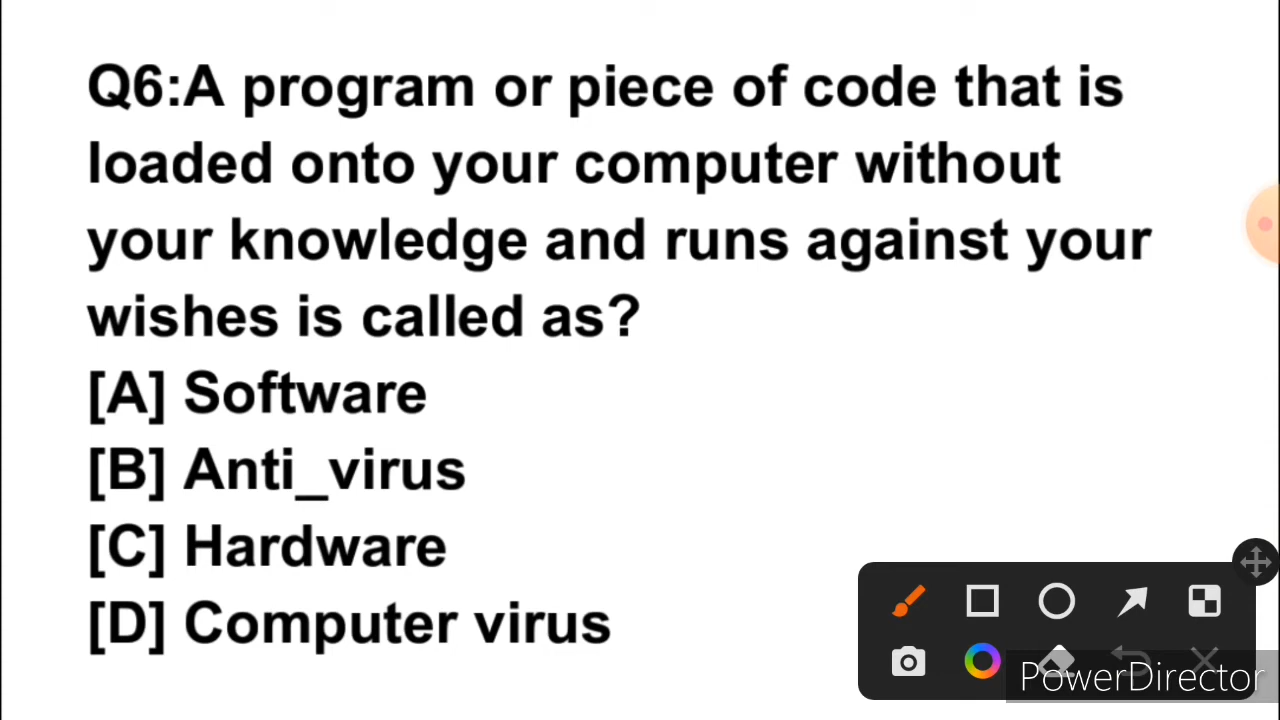 Q6:A program or piece of code that is
loaded onto your computer without
your knowledge and runs against your
wishes is called as?
[A] Software
[B] Anti_virus
[C] Hardware
[D] Computer virus
PowerDirector